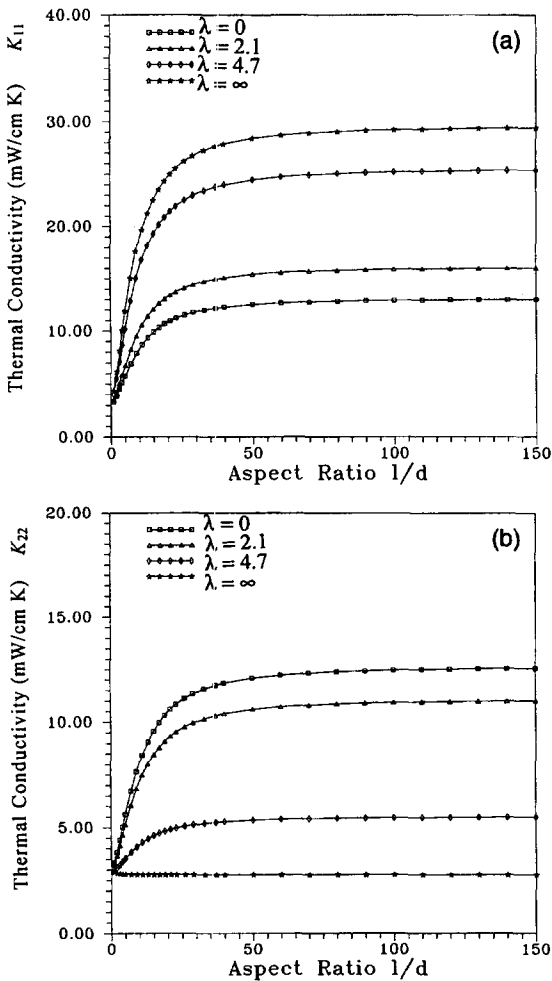 40.00
30.00
20.00
10.00
0.00
Thermal Conductivity (mW/cm K) K11
λ = 0
λ = 2.1
λ = 4.7
λ = ∞
(a)
0 50 100 150
Aspect Ratio l/d
20.00
15.00
10.00
5.00
0.00
Thermal Conductivity (mW/cm K) K22
λ = 0
λ = 2.1
λ = 4.7
λ = ∞
(b)
0 50 100 150
Aspect Ratio l/d